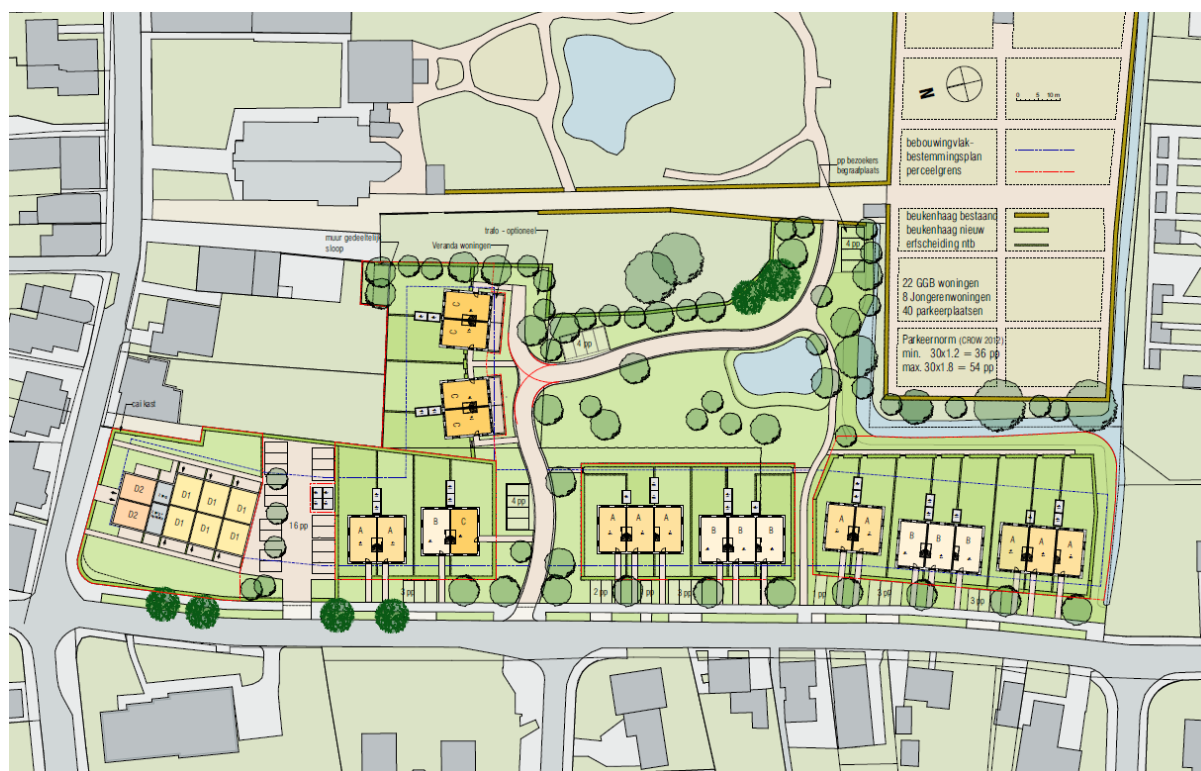 N
0 5 10 m
bebouwingvlak-
bestemmingsplan
perceelgrens
pp bezoekers
begraafplaats
beukenhaag bestaand
beukenhaag nieuw
erfscheiding ntb
22 GGB woningen
8 Jongerenwoningen
40 parkeerplaatsen
Parkeernorm (CROW 2012)
min. 30x1.2 = 36 pp
max. 30x1.8 = 54 pp
muur gedeeltelijk
sloop
trafo - optioneel
Veranda woningen
4 pp
C
C
4 pp
C
C
cai kast
D2
D2
D1
D1
D1
D1
D1
D1
16 pp
4 pp
A
A
B
C
A
A
A
B
B
B
A
A
B
B
B
A
A
A
3 pp
2 pp
pp
3 pp
1 pp
3 pp
3 pp